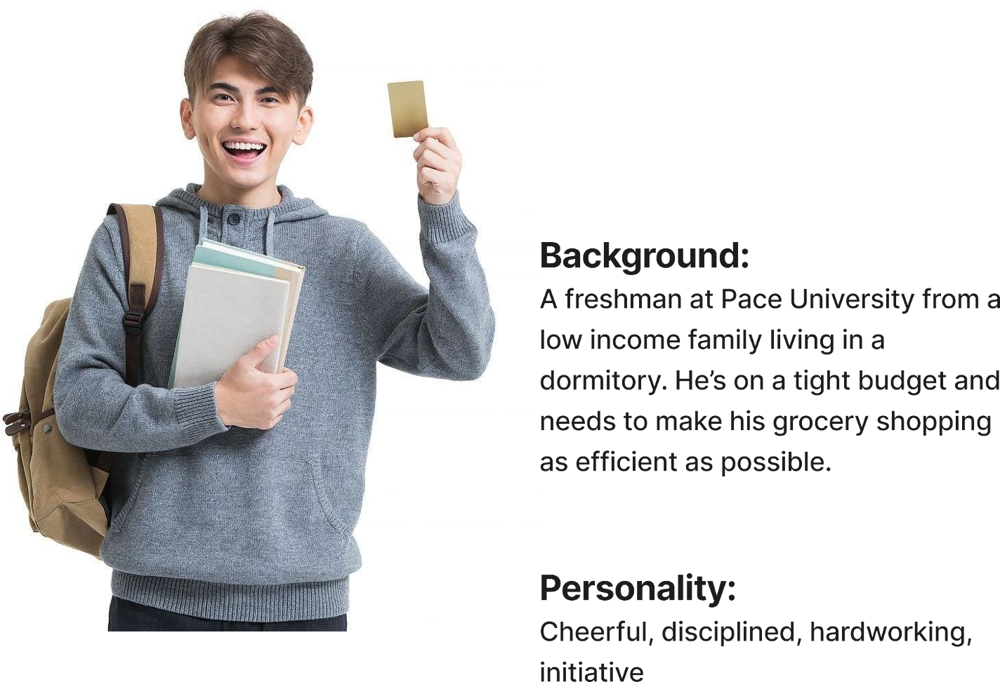 Background:
A freshman at Pace University from a
low income family living in a
dormitory. He’s on a tight budget and
needs to make his grocery shopping
as efficient as possible.
Personality:
Cheerful, disciplined, hardworking,
initiative